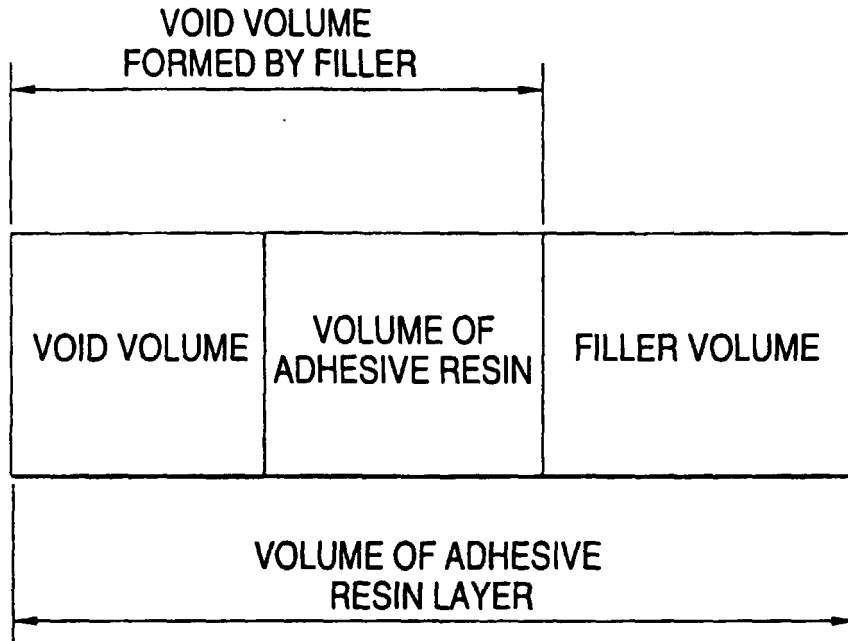 VOID VOLUME
FORMED BY FILLER
VOID VOLUME
VOLUME OF
ADHESIVE RESIN
FILLER VOLUME
VOLUME OF ADHESIVE
RESIN LAYER